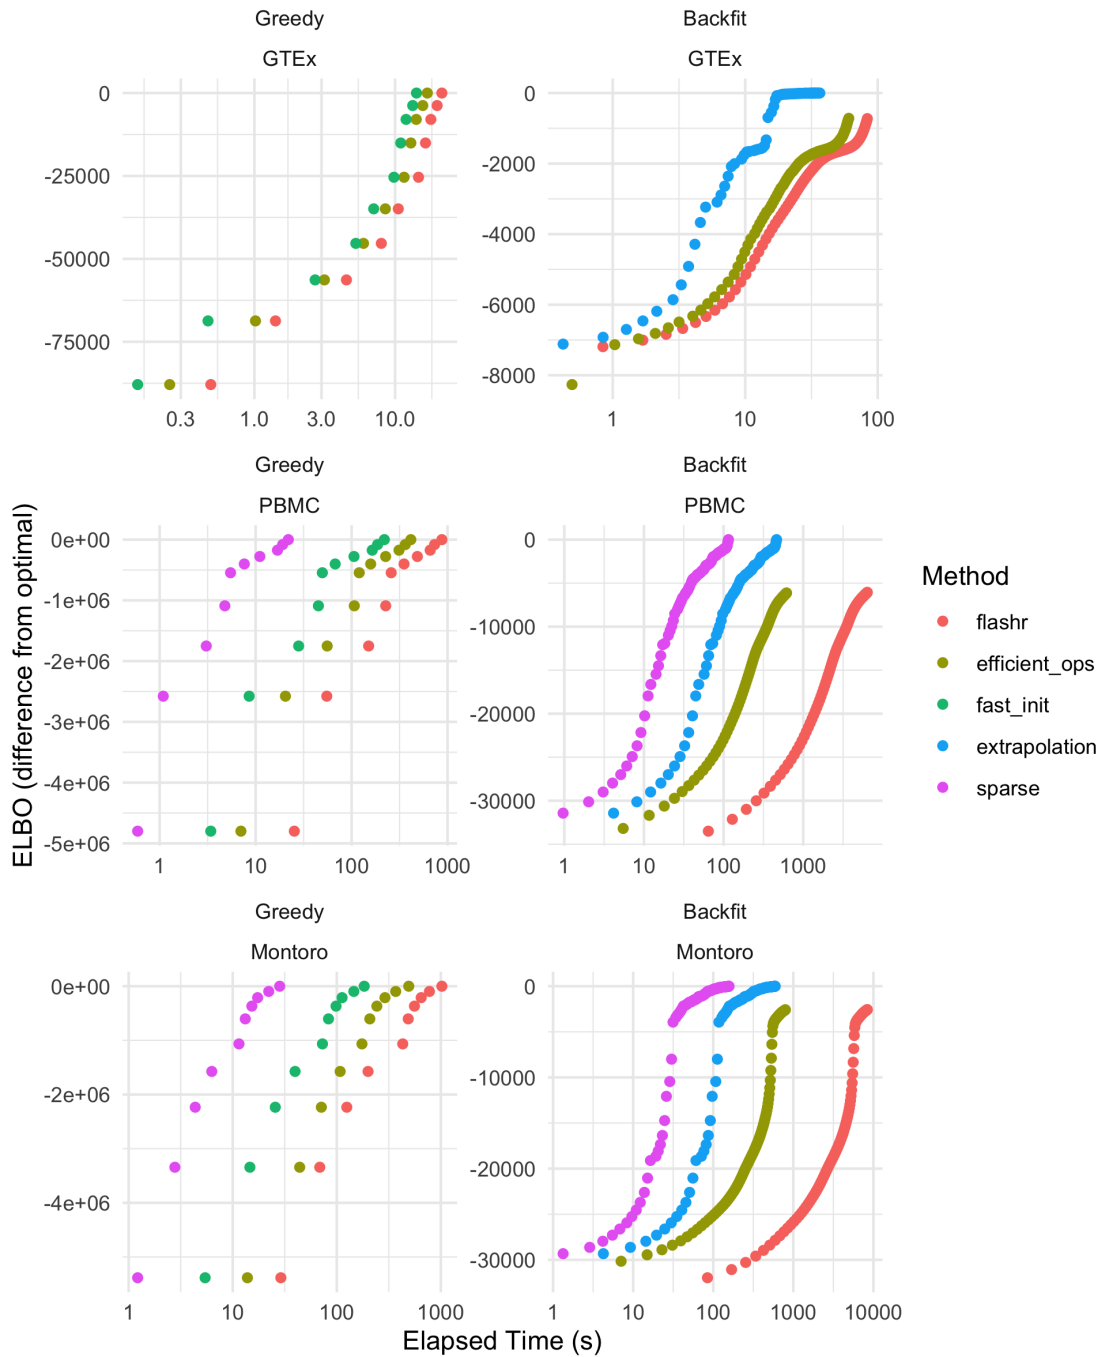 Greedy
Backfit
GTEx
GTEx
0
-25000
-50000
-75000
0.3
1.0
3.0
10.0
0
-2000
-4000
-6000
-8000
1
10
100
Greedy
Backfit
PBMC
PBMC
0e+00
-1e+06
-2e+06
-3e+06
-4e+06
-5e+06
1
10
100
1000
0
-10000
-20000
-30000
1
10
100
1000
Greedy
Backfit
Montoro
Montoro
0e+00
-2e+06
-4e+06
1
10
100
1000
0
-10000
-20000
-30000
1
10
100
1000
10000
ELBO (difference from optimal)
Elapsed Time (s)
Method
flashr
efficient_ops
fast_init
extrapolation
sparse